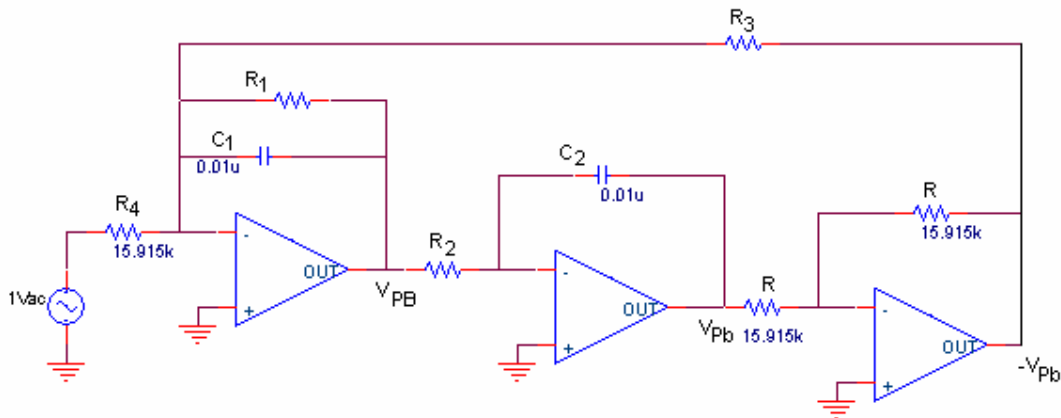 R3
R1
C1
0.01u
C2
0.01u
R4
15.915k
R
15.915k
R2
-
OUT
+
1Vac
VPB
-
OUT
+
VPb
R
15.915k
-
OUT
+
-VPb